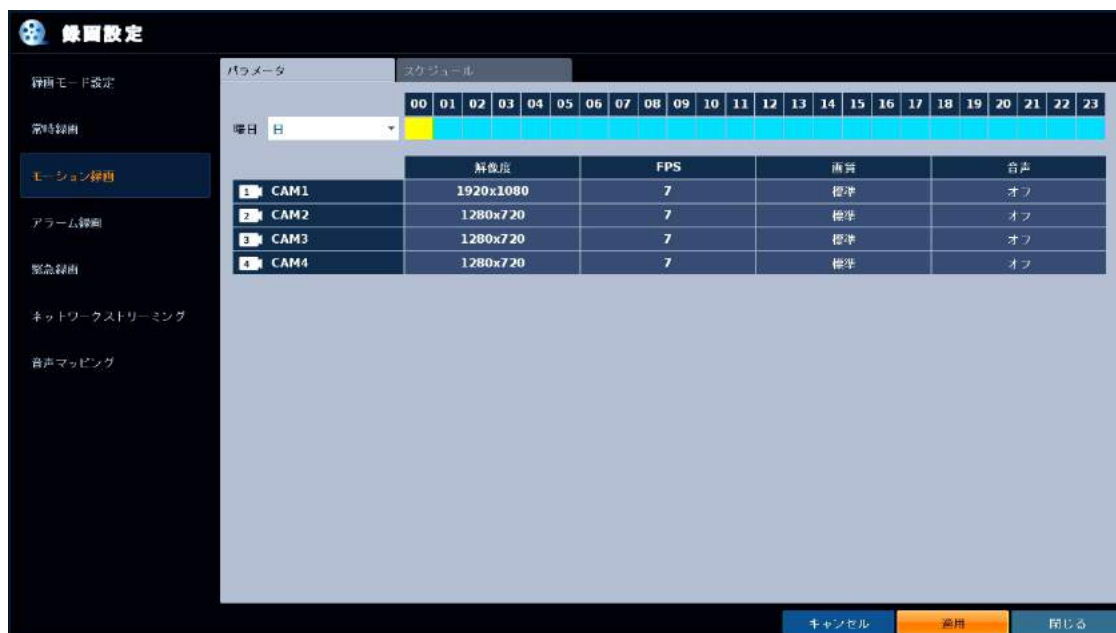 録画設定
録画モード設定
常時録画
モーション録画
アラーム録画
緊急録画
ネットワークストリーミング
音声マッピング
パラメータ
スケジュール
00 01 02 03 04 05 06 07 08 09 10 11 12 13 14 15 16 17 18 19 20 21 22 23
曜日 日
解像度 FPS 画質 音声
1 CAM1 1920x1080 7 標準 オフ
2 CAM2 1280x720 7 標準 オフ
3 CAM3 1280x720 7 標準 オフ
4 CAM4 1280x720 7 標準 オフ
キャンセル 適用 閉じる